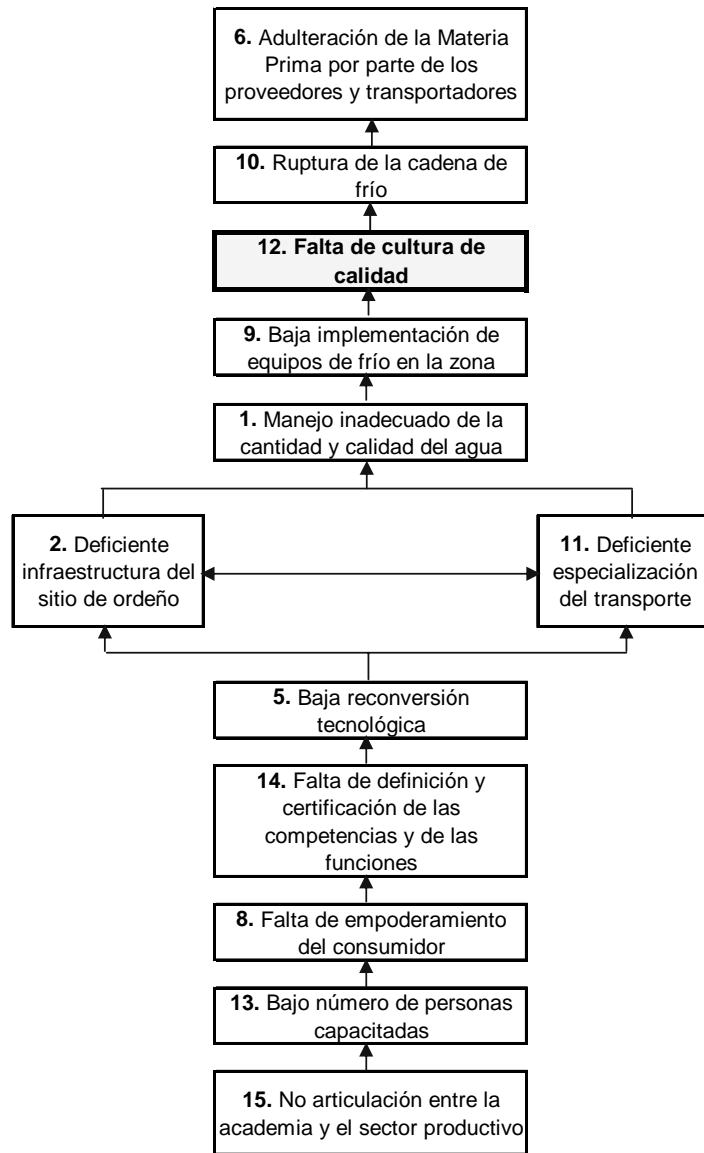 6. Adulteración de la Materia
Prima por parte de los
proveedores y transportadores
10. Ruptura de la cadena de
frío
12. Falta de cultura de
calidad
9. Baja implementación de
equipos de frío en la zona
1. Manejo inadecuado de la
cantidad y calidad del agua
2. Deficiente
infraestructura del
sitio de ordeño
11. Deficiente
especialización
del transporte
5. Baja reconversión
tecnológica
14. Falta de definición y
certificación de las
competencias y de las
funciones
8. Falta de empoderamiento
del consumidor
13. Bajo número de personas
capacitadas
15. No articulación entre la
academia y el sector productivo